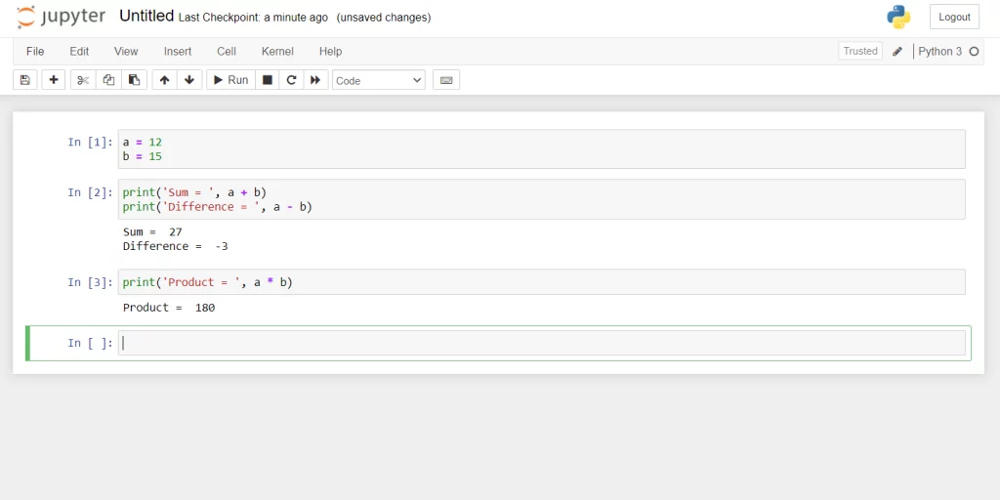 jupyter Untitled Last Checkpoint: a minute ago (unsaved changes) Logout
File Edit View Insert Cell Kernel Help Trusted Python 3
Run Code
In [1]: a = 12
b = 15
In [2]: print('Sum = ', a + b)
print('Difference = ', a - b)
Sum =  27
Difference =  -3
In [3]: print('Product = ', a * b)
Product =  180
In [ ]: